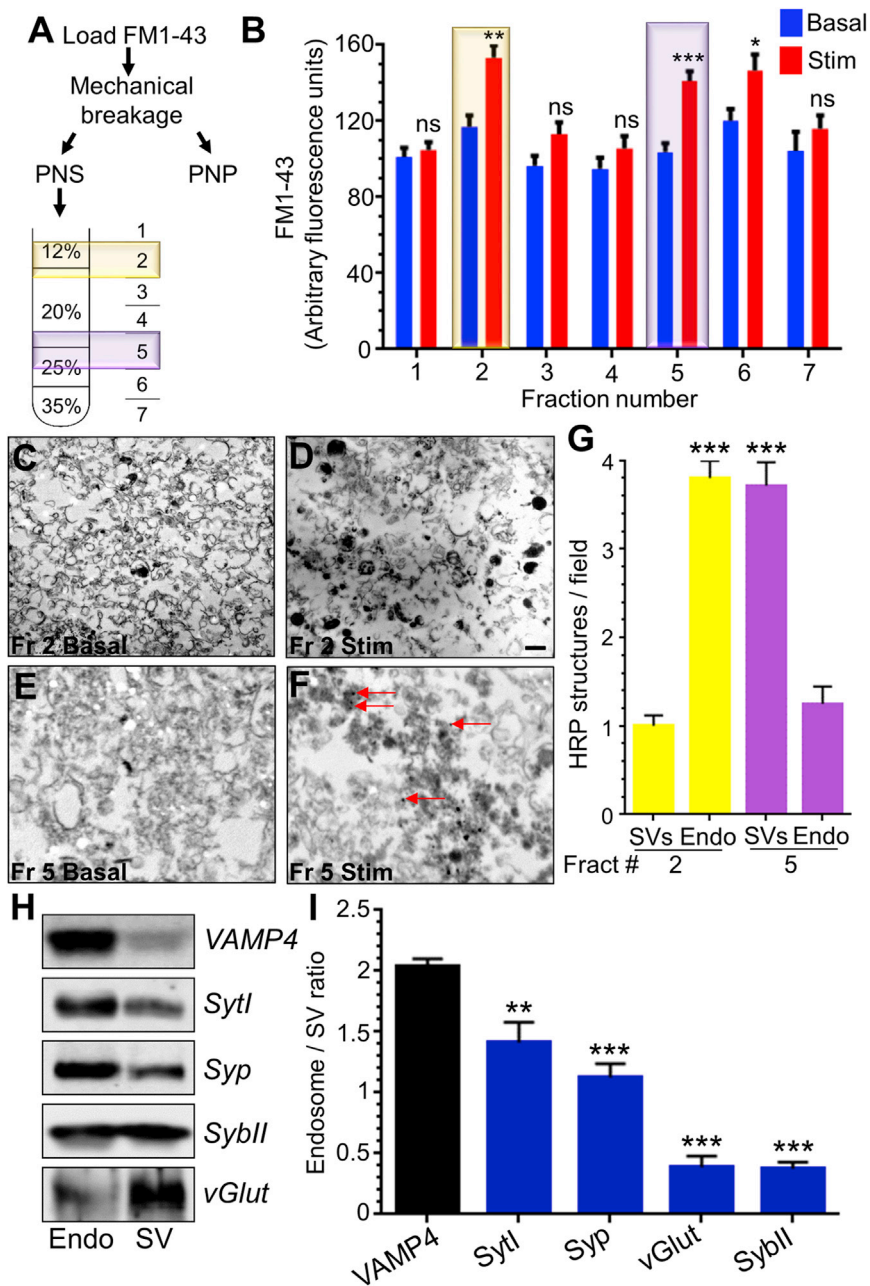 A
Load FM1-43
Mechanical
breakage
PNS
PNP
12%
20%
25%
35%
1
2
3
4
5
6
7
B
FM1-43
(Arbitrary fluorescence units)
160
120
80
40
0
ns
**
ns
ns
***
*
ns
Basal
Stim
1 2 3 4 5 6 7
Fraction number
C
Fr 2 Basal
D
Fr 2 Stim
E
Fr 5 Basal
F
Fr 5 Stim
G
HRP structures / field
4
3
2
1
0
*** ***
SVs Endo SVs Endo
Fract # 2 5
H
VAMP4
SytI
Syp
SybII
vGlut
Endo SV
I
Endosome / SV ratio
2.5
2
1.5
1
0.5
0
**
***
***
***
VAMP4
SytI
Syp
vGlut
SybII